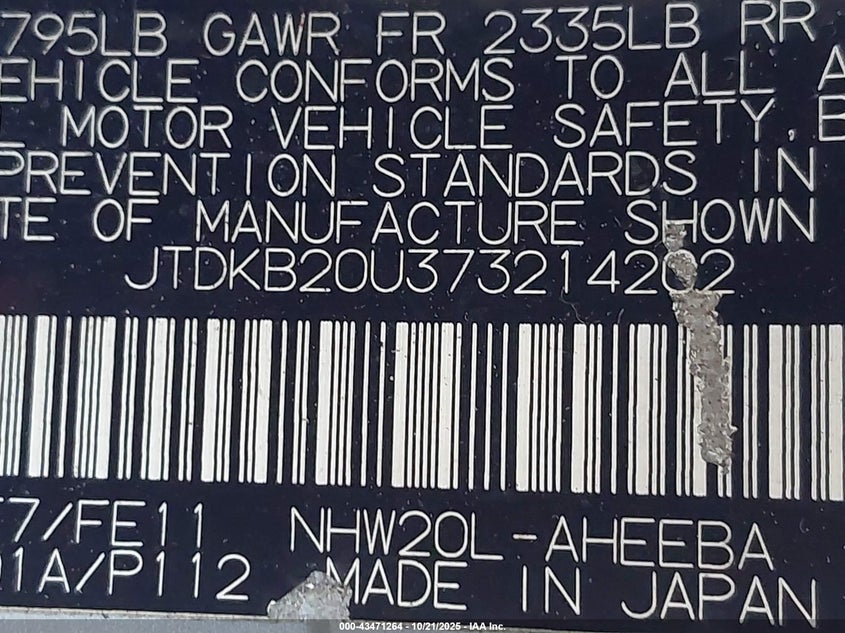 795LB GAWR FR 2335LB RR
EHICLE CONFORMS TO ALL A
MOTOR VEHICLE SAFETY, B
PREVENTION STANDARDS IN
TE OF MANUFACTURE SHOWN
JTDKB20U373214202
7/FE11 NHW20L-AHEEBA
1A/P112 MADE IN JAPAN
000-43471264 - 10/21/2025 - IAA Inc.